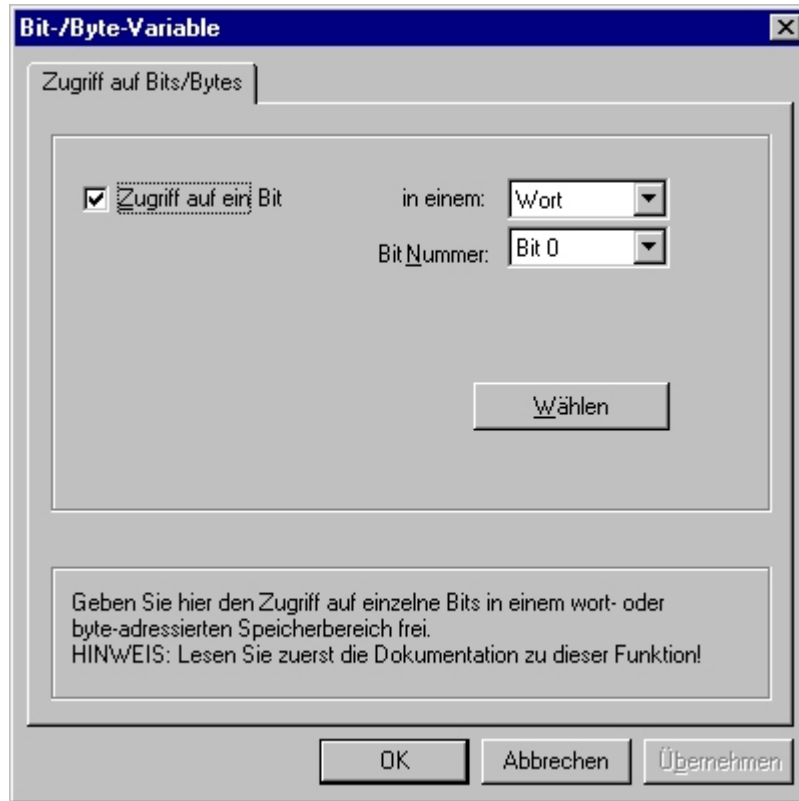 Bit-/Byte-Variable
Zugriff auf Bits/Bytes
Zugriff auf ein Bit in einem: Wort
Bit Nummer: Bit 0
Wählen
Geben Sie hier den Zugriff auf einzelne Bits in einem wort- oder
byte-adressierten Speicherbereich frei.
HINWEIS: Lesen Sie zuerst die Dokumentation zu dieser Funktion!
OK Abbrechen Übernehmen